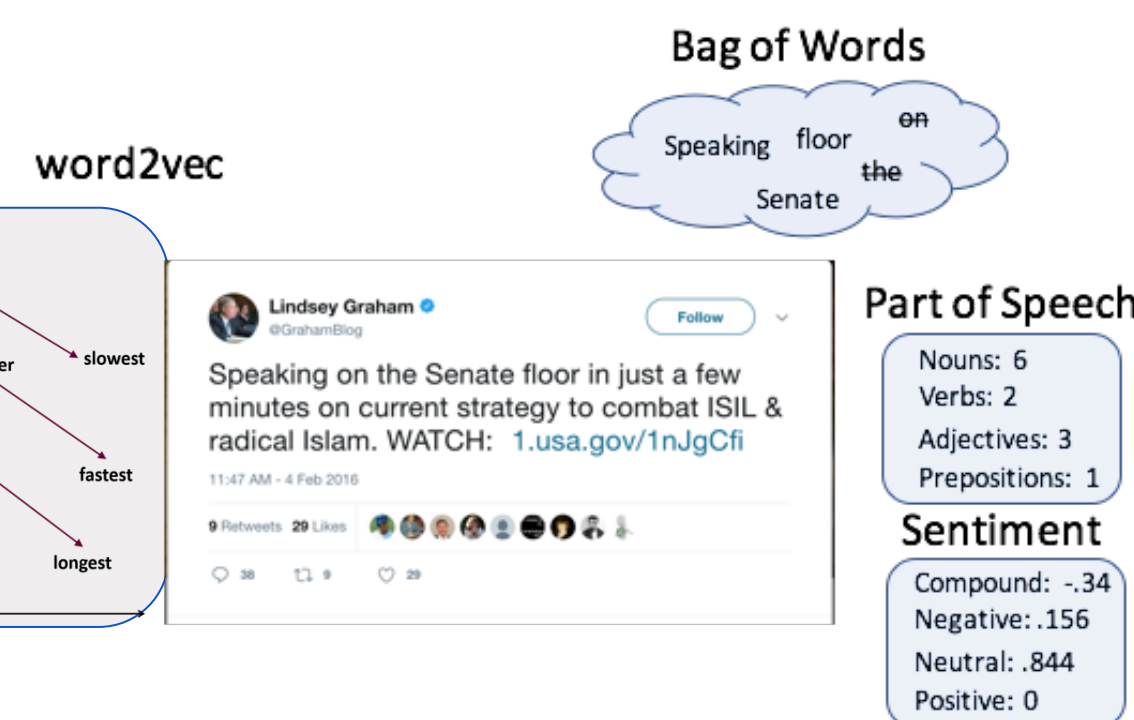 Bag of Words
Speaking floor on
the
Senate
word2vec
er
slowest
fastest
longest
Lindsey Graham
@GrahamBlog
Follow
Speaking on the Senate floor in just a few
minutes on current strategy to combat ISIL &
radical Islam. WATCH: 1.usa.gov/1nJgCfi
11:47 AM - 4 Feb 2016
9 Retweets 29 Likes
38 9 29
Part of Speech
Nouns: 6
Verbs: 2
Adjectives: 3
Prepositions: 1
Sentiment
Compound: -.34
Negative: .156
Neutral: .844
Positive: 0